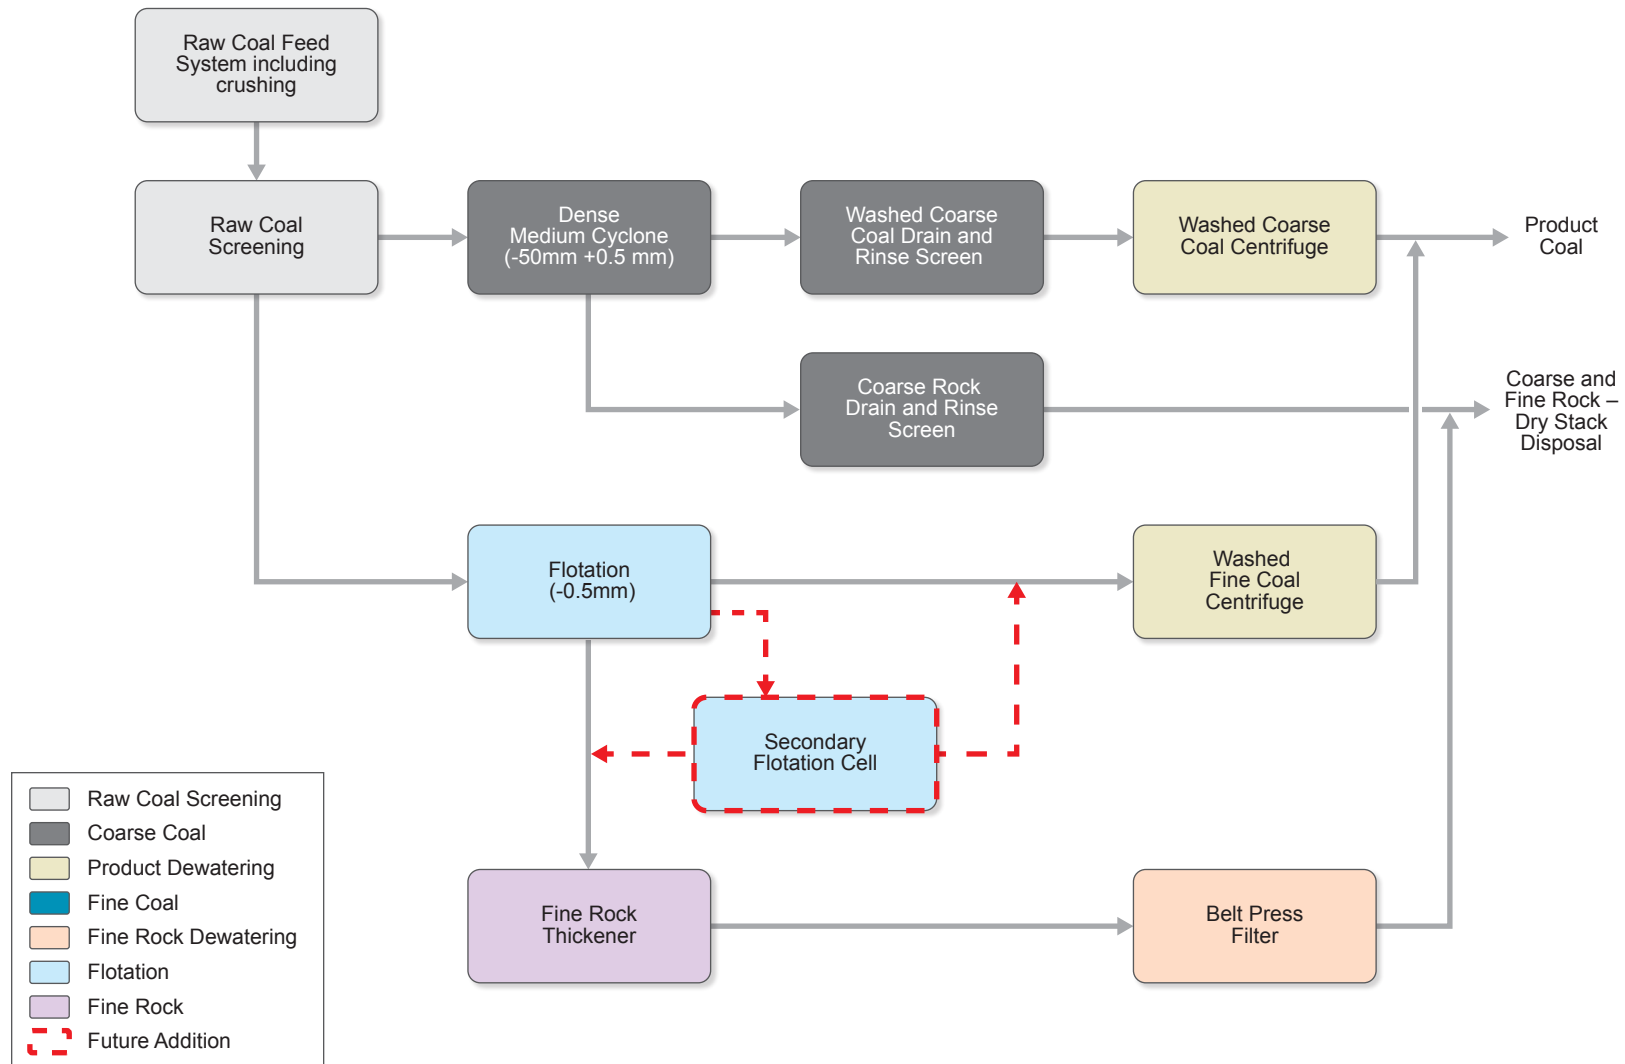 Raw Coal Feed
System including
crushing
Raw Coal
Screening
Dense
Medium Cyclone
(-50mm +0.5 mm)
Washed Coarse
Coal Drain and
Rinse Screen
Washed Coarse
Coal Centrifuge
Product
Coal
Coarse Rock
Drain and Rinse
Screen
Coarse and
Fine Rock –
Dry Stack
Disposal
Flotation
(-0.5mm)
Washed
Fine Coal
Centrifuge
Secondary
Flotation Cell
Fine Rock
Thickener
Belt Press
Filter
Raw Coal Screening
Coarse Coal
Product Dewatering
Fine Coal
Fine Rock Dewatering
Flotation
Fine Rock
Future Addition